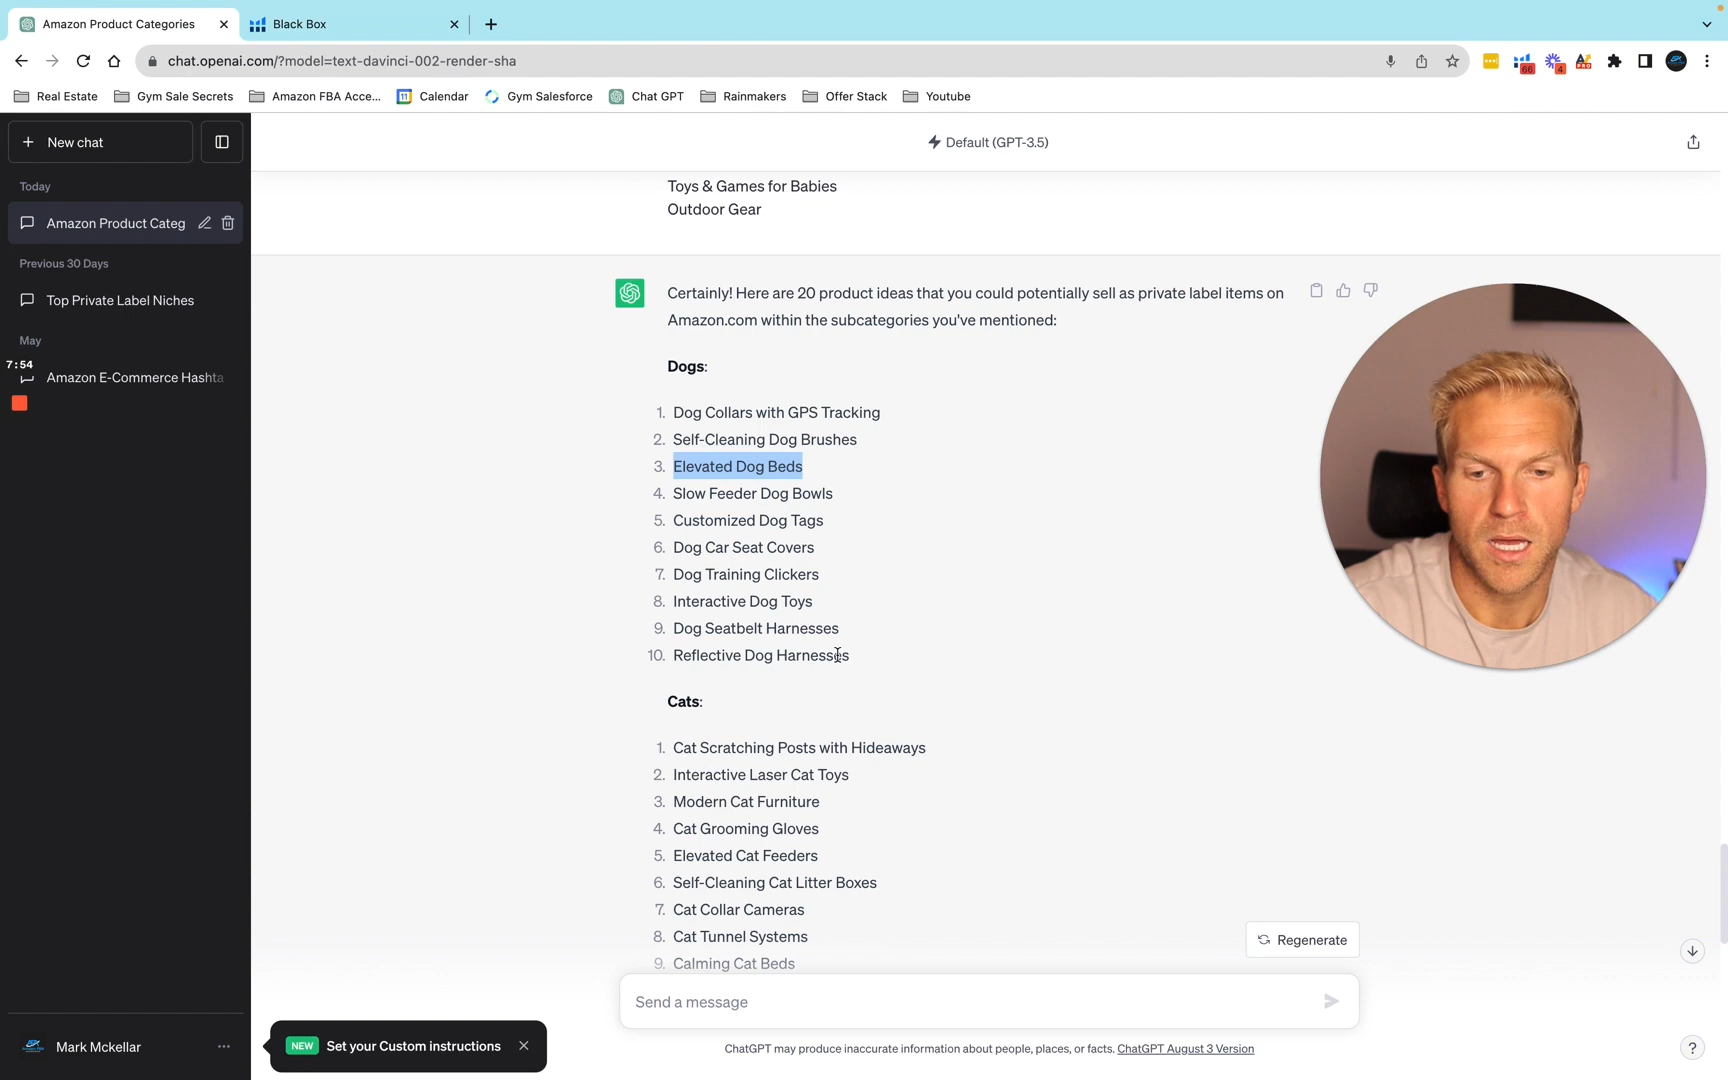 Amazon Product Categories
Black Box
chat.openai.com/?model=text-davinci-002-render-sha
66
4
PRO
Real Estate
Gym Sale Secrets
Amazon FBA Acce...
11
Calendar
Gym Salesforce
Chat GPT
Rainmakers
Offer Stack
Youtube
New chat
Default (GPT-3.5)
Today
Amazon Product Categ
Previous 30 Days
Top Private Label Niches
May
7:54
Amazon E-Commerce Hashta
Toys & Games for Babies
Outdoor Gear
Certainly! Here are 20 product ideas that you could potentially sell as private label items on
Amazon.com within the subcategories you've mentioned:
Dogs:
1. Dog Collars with GPS Tracking
2. Self-Cleaning Dog Brushes
3. Elevated Dog Beds
4. Slow Feeder Dog Bowls
5. Customized Dog Tags
6. Dog Car Seat Covers
7. Dog Training Clickers
8. Interactive Dog Toys
9. Dog Seatbelt Harnesses
10. Reflective Dog Harnesses
Cats:
1. Cat Scratching Posts with Hideaways
2. Interactive Laser Cat Toys
3. Modern Cat Furniture
4. Cat Grooming Gloves
5. Elevated Cat Feeders
6. Self-Cleaning Cat Litter Boxes
7. Cat Collar Cameras
8. Cat Tunnel Systems
9. Calming Cat Beds
Regenerate
Send a message
Mark Mckellar
NEW Set your Custom instructions
ChatGPT may produce inaccurate information about people, places, or facts. ChatGPT August 3 Version
?